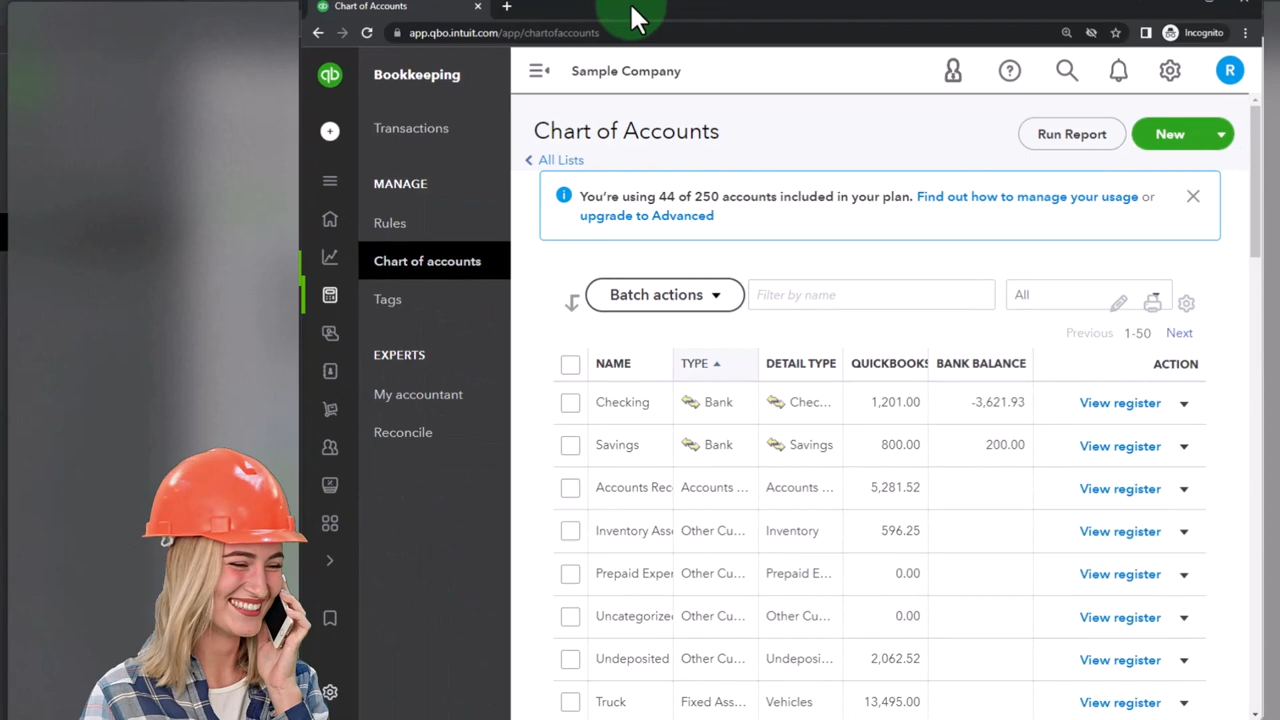 Chart of Accounts
app.qbo.intuit.com/app/chartofaccounts
Incognito
qb
Bookkeeping
Sample Company
R
Transactions
MANAGE
Rules
Chart of accounts
Tags
EXPERTS
My accountant
Reconcile
Chart of Accounts
Run Report
New
All Lists
You're using 44 of 250 accounts included in your plan. Find out how to manage your usage or
upgrade to Advanced
Batch actions
Filter by name
All
Previous 1-50 Next
NAME TYPE DETAIL TYPE QUICKBOOKS BANK BALANCE ACTION
Checking Bank Chec... 1,201.00 -3,621.93 View register
Savings Bank Savings 800.00 200.00 View register
Accounts Rec Accounts ... Accounts ... 5,281.52 View register
Inventory Ass Other Cu... Inventory 596.25 View register
Prepaid Exper Other Cu... Prepaid E... 0.00 View register
Uncategorize Other Cu... Other Cu... 0.00 View register
Undeposited Other Cu... Undeposi... 2,062.52 View register
Truck Fixed Ass... Vehicles 13,495.00 View register